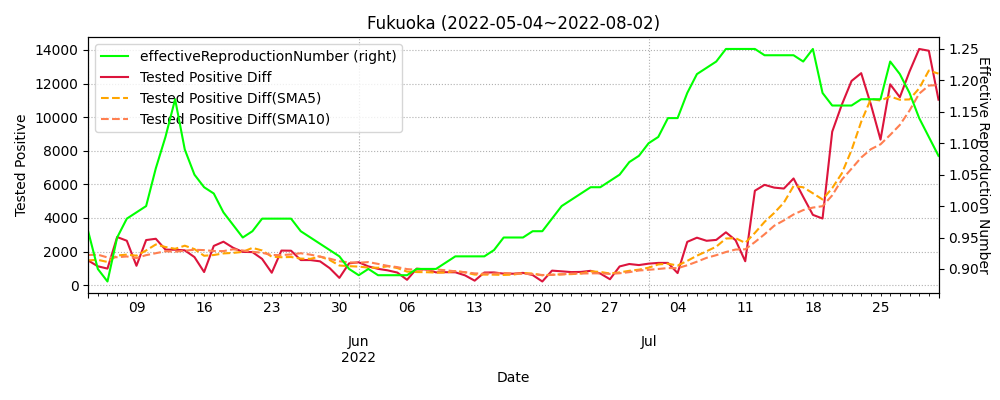 Fukuoka (2022-05-04~2022-08-02)
effectiveReproductionNumber (right)
Tested Positive Diff
Tested Positive Diff(SMA5)
Tested Positive Diff(SMA10)
Tested Positive
14000
12000
10000
8000
6000
4000
2000
0
1.25
1.20
1.15
1.10
1.05
1.00
0.95
0.90
Effective Reproduction Number
09 16 23 30 06 13 20 27 04 11 18 25
Jun Jul
2022
Date